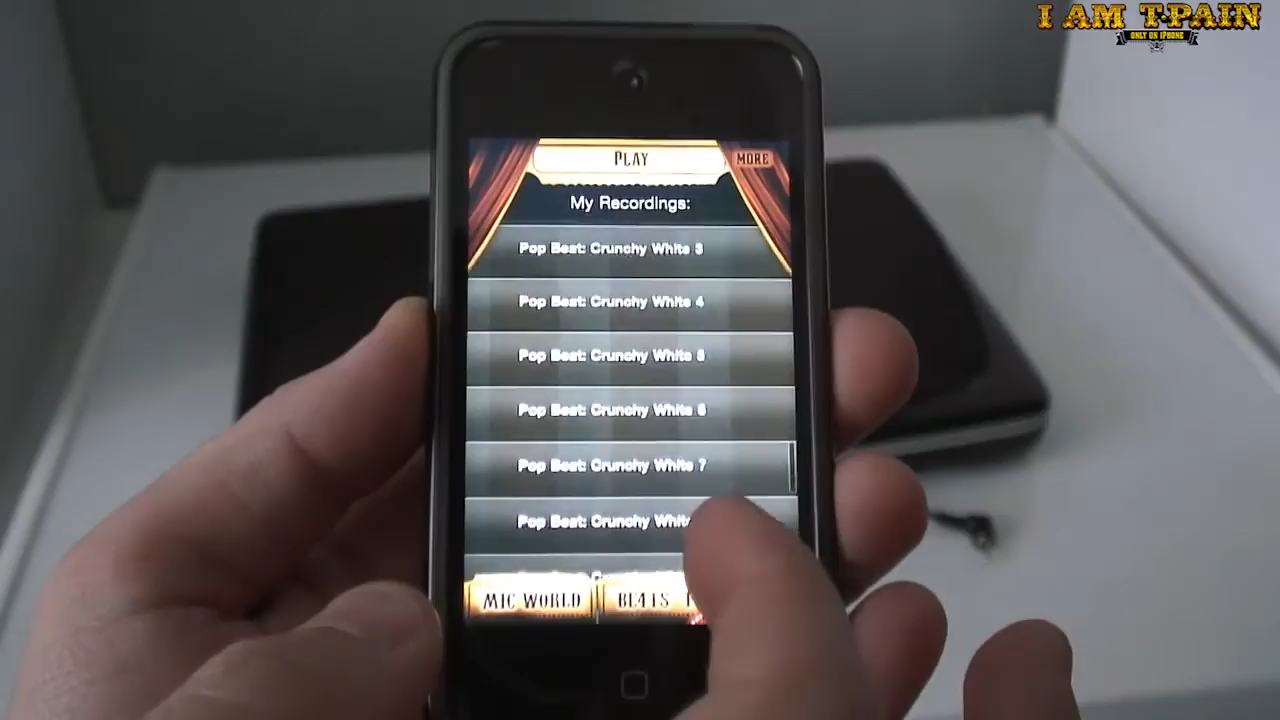 I AM T-PAIN
ONLY ON IPHONE
PLAY
MORE
My Recordings:
Pop Beat: Crunchy White 3
Pop Beat: Crunchy White 4
Pop Beat: Crunchy White 5
Pop Beat: Crunchy White 6
Pop Beat: Crunchy White 7
Pop Beat: Crunchy White
MIC WORLD
BEATS